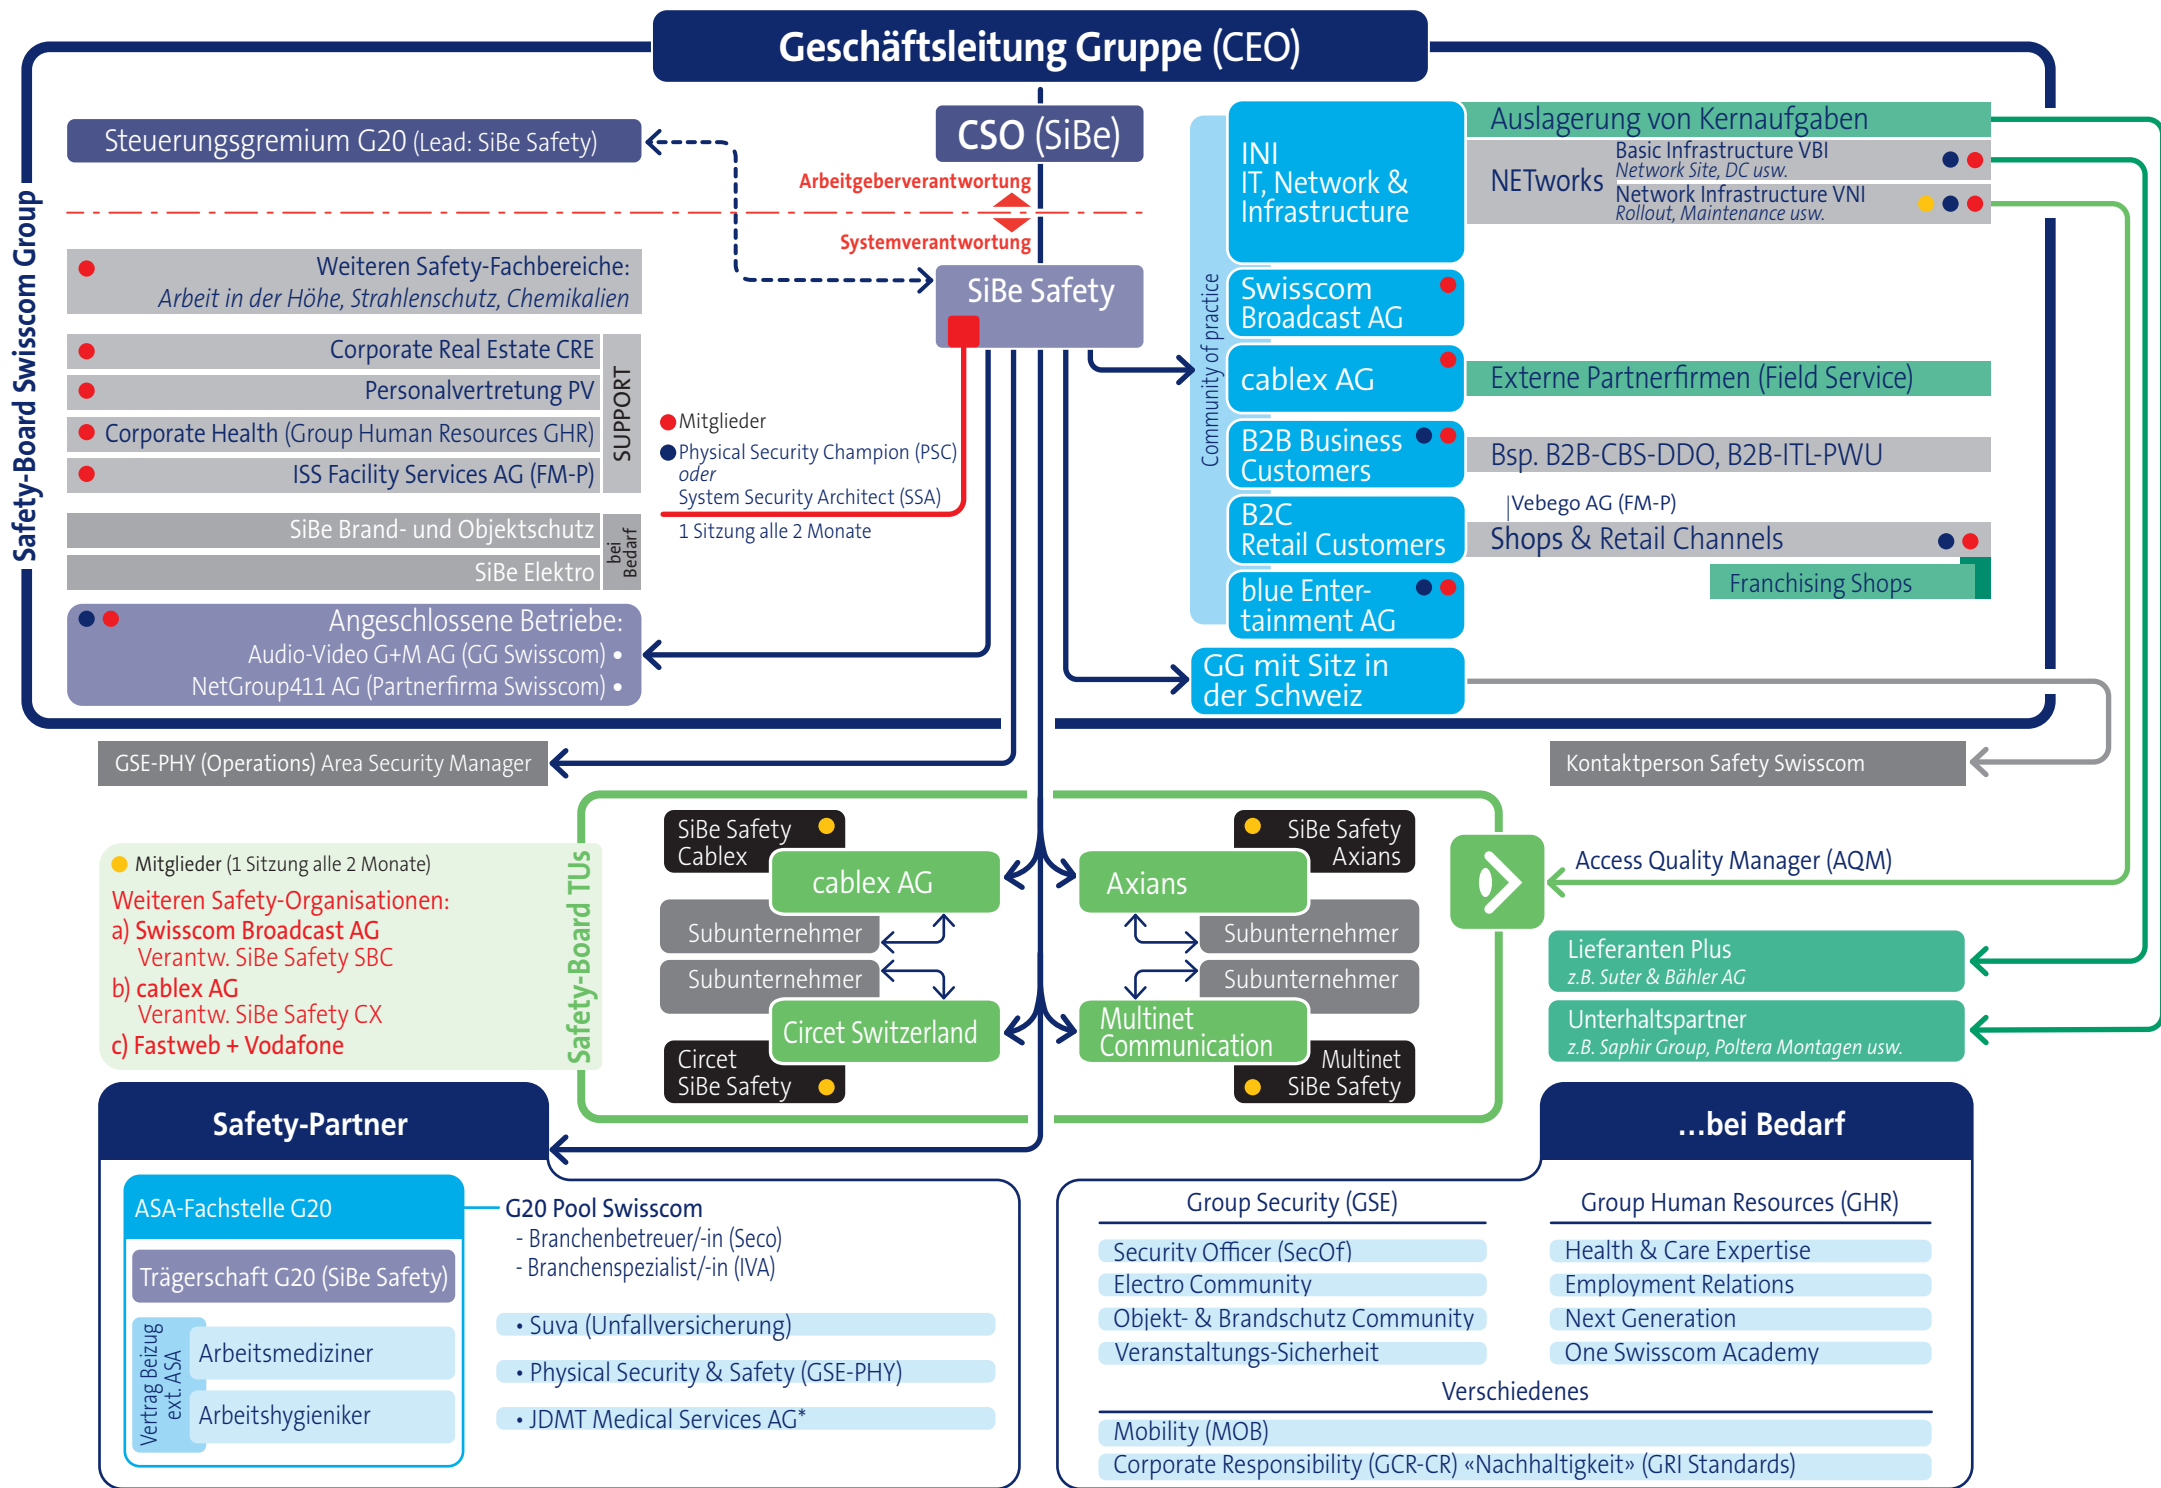 Geschäftsleitung Gruppe (CEO)
Safety-Board Swisscom Group
Steuerungsgremium G20 (Lead: SiBe Safety)
CSO (SiBe)
Arbeitgeberverantwortung
Systemverantwortung
SiBe Safety
Weiteren Safety-Fachbereiche:
Arbeit in der Höhe, Strahlenschutz, Chemikalien
Corporate Real Estate CRE
Personalvertretung PV
Corporate Health (Group Human Resources GHR)
ISS Facility Services AG (FM-P)
SUPPORT
SiBe Brand- und Objektschutz
SiBe Elektro
bei
Bedarf
Angeschlossene Betriebe:
Audio-Video G+M AG (GG Swisscom) •
NetGroup411 AG (Partnerfirma Swisscom) •
Mitglieder
Physical Security Champion (PSC)
oder
System Security Architect (SSA)
1 Sitzung alle 2 Monate
Community of practice
INI
IT, Network &
Infrastructure
Auslagerung von Kernaufgaben
NETworks
Basic Infrastructure VBI
Network Site, DC usw.
Network Infrastructure VNI
Rollout, Maintenance usw.
Swisscom
Broadcast AG
cablex AG
Externe Partnerfirmen (Field Service)
B2B Business
Customers
Bsp. B2B-CBS-DDO, B2B-ITL-PWU
B2C
Retail Customers
Vebego AG (FM-P)
Shops & Retail Channels
Franchising Shops
blue Enter-
tainment AG
GG mit Sitz in
der Schweiz
GSE-PHY (Operations) Area Security Manager
Kontaktperson Safety Swisscom
Mitglieder (1 Sitzung alle 2 Monate)
Weiteren Safety-Organisationen:
a) Swisscom Broadcast AG
Verantw. SiBe Safety SBC
b) cablex AG
Verantw. SiBe Safety CX
c) Fastweb + Vodafone
Safety-Board TUs
SiBe Safety
Cablex
cablex AG
Subunternehmer
Subunternehmer
Circet Switzerland
Circet
SiBe Safety
SiBe Safety
Axians
Axians
Subunternehmer
Subunternehmer
Multinet
Communication
Multinet
SiBe Safety
Access Quality Manager (AQM)
Lieferanten Plus
z.B. Suter & Bähler AG
Unterhaltspartner
z.B. Saphir Group, Poltera Montagen usw.
Safety-Partner
ASA-Fachstelle G20
Trägerschaft G20 (SiBe Safety)
Vertrag Beizug
ext. ASA
Arbeitsmediziner
Arbeitshygieniker
G20 Pool Swisscom
- Branchenbetreuer/-in (Seco)
- Branchenspezialist/-in (IVA)
• Suva (Unfallversicherung)
• Physical Security & Safety (GSE-PHY)
• JDMT Medical Services AG*
...bei Bedarf
Group Security (GSE)
Security Officer (SecOf)
Electro Community
Objekt- & Brandschutz Community
Veranstaltungs-Sicherheit
Group Human Resources (GHR)
Health & Care Expertise
Employment Relations
Next Generation
One Swisscom Academy
Verschiedenes
Mobility (MOB)
Corporate Responsibility (GCR-CR) «Nachhaltigkeit» (GRI Standards)